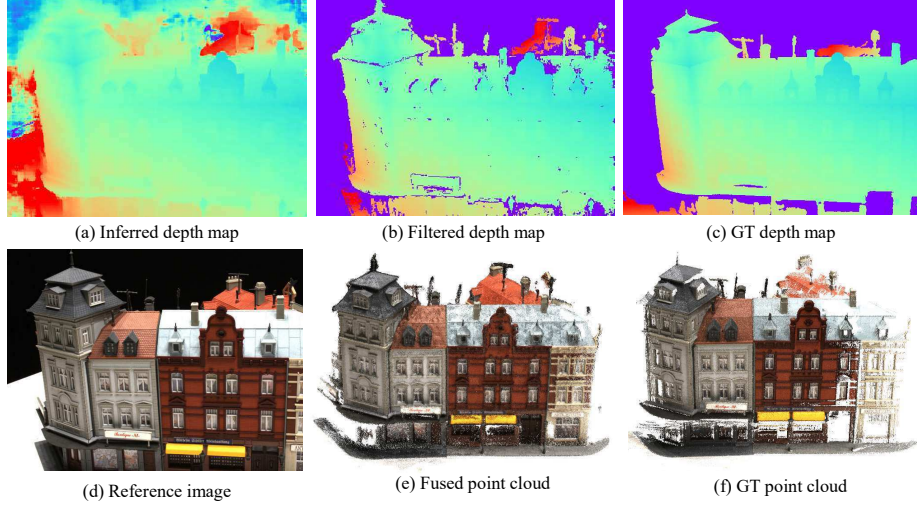 (a) Inferred depth map
(b) Filtered depth map
(c) GT depth map
(d) Reference image
(e) Fused point cloud
(f) GT point cloud